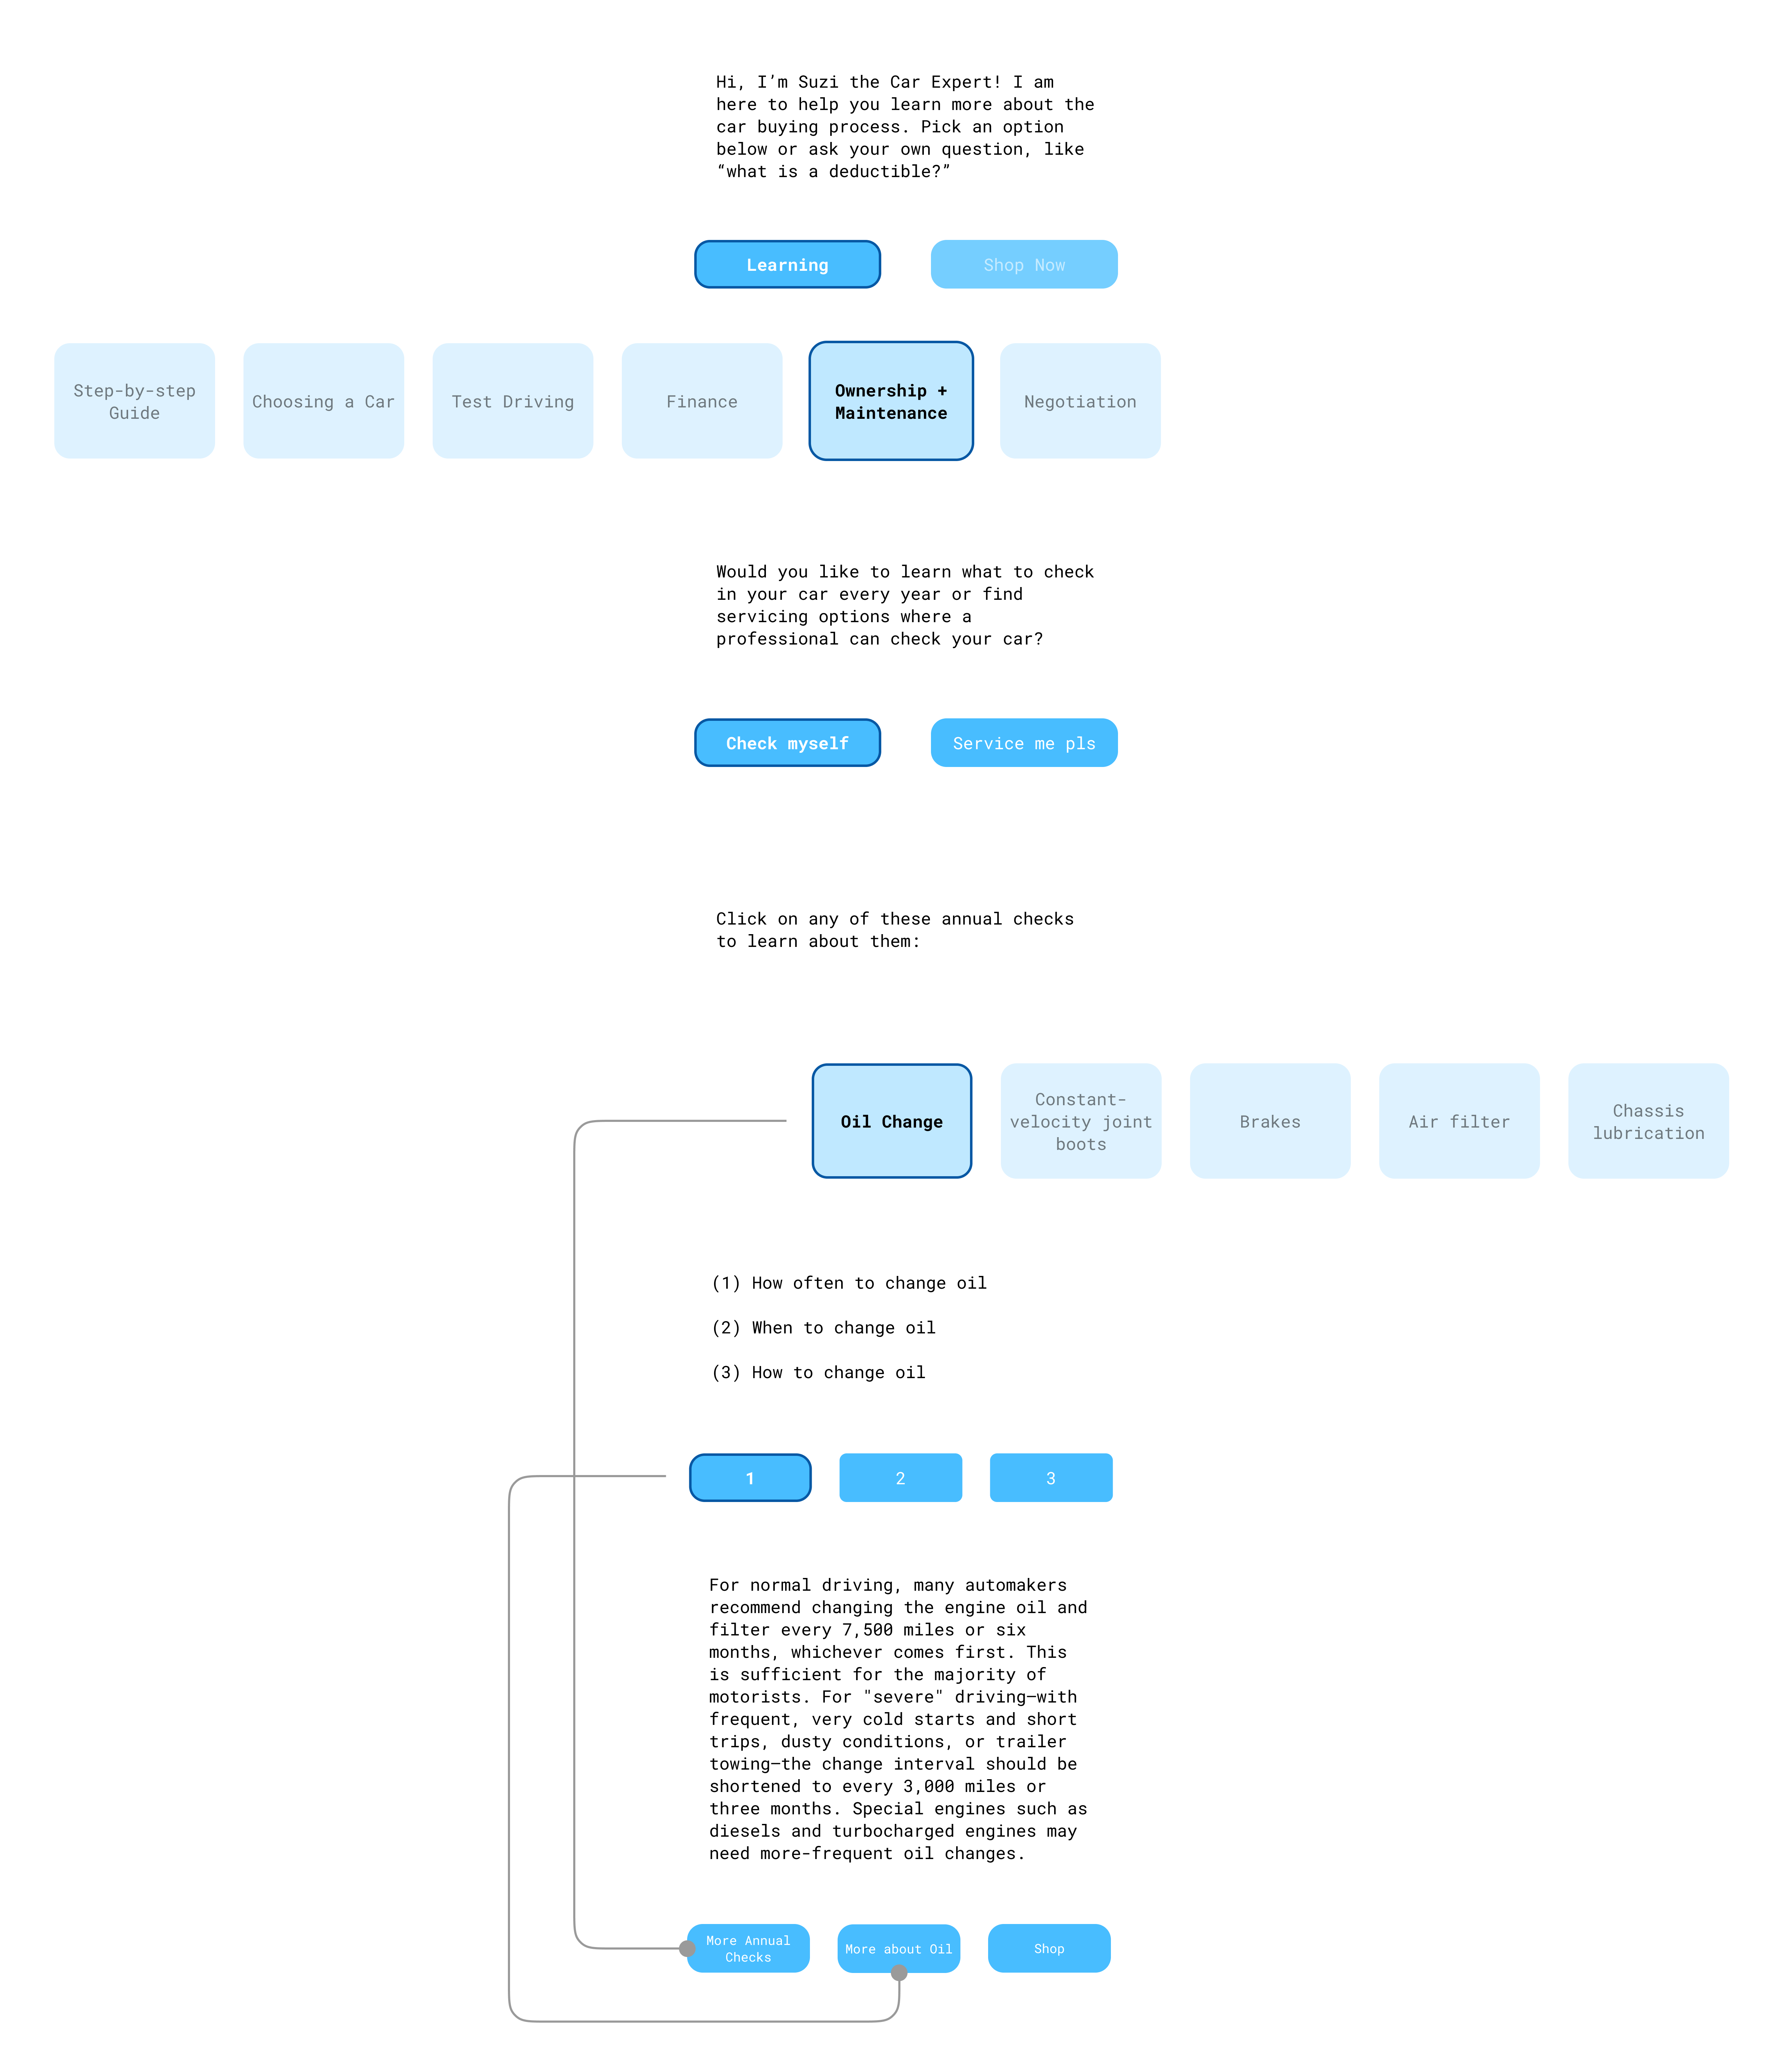 Hi, I’m Suzi the Car Expert! I am
here to help you learn more about the
car buying process. Pick an option
below or ask your own question, like
“what is a deductible?”
Learning
Shop Now
Step-by-step
Guide
Choosing a Car
Test Driving
Finance
Ownership +
Maintenance
Negotiation
Would you like to learn what to check
in your car every year or find
servicing options where a
professional can check your car?
Check myself
Service me pls
Click on any of these annual checks
to learn about them:
Oil Change
Constant-
velocity joint
boots
Brakes
Air filter
Chassis
lubrication
(1) How often to change oil
(2) When to change oil
(3) How to change oil
1
2
3
For normal driving, many automakers
recommend changing the engine oil and
filter every 7,500 miles or six
months, whichever comes first. This
is sufficient for the majority of
motorists. For "severe" driving—with
frequent, very cold starts and short
trips, dusty conditions, or trailer
towing—the change interval should be
shortened to every 3,000 miles or
three months. Special engines such as
diesels and turbocharged engines may
need more-frequent oil changes.
More Annual
Checks
More about Oil
Shop